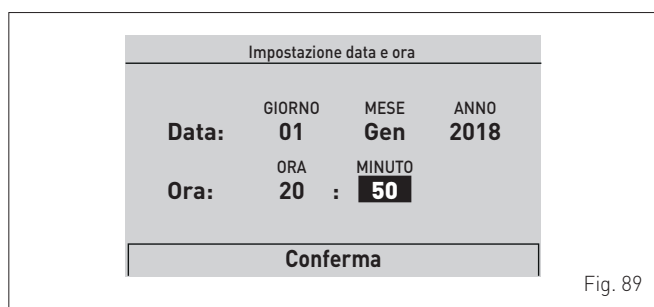 Impostazione data e ora
GIORNO MESE ANNO
Data: 01 Gen 2018
ORA MINUTO
Ora: 20 : 50
Conferma
Fig. 89